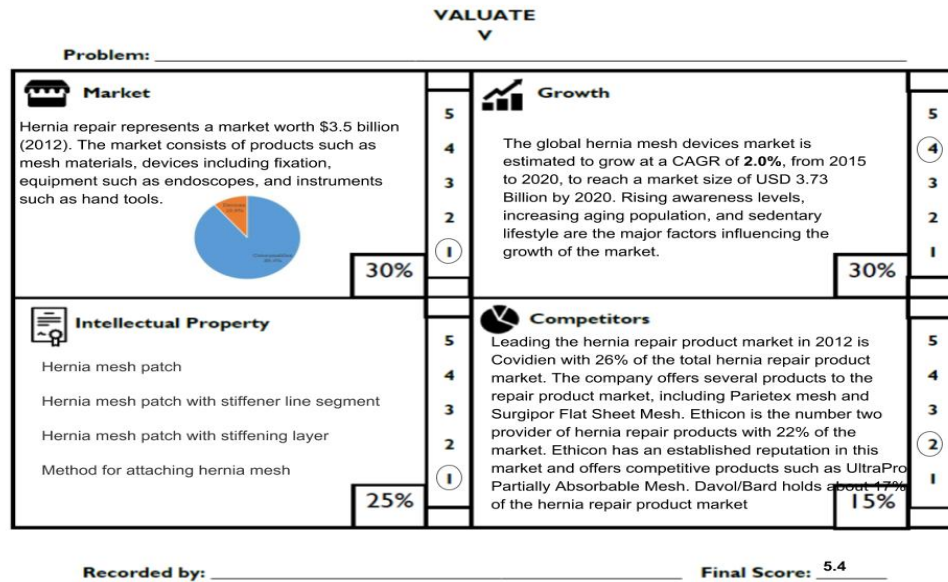 VALUATE
V
Problem:
Market
Hernia repair represents a market worth $3.5 billion
(2012). The market consists of products such as
mesh materials, devices including fixation,
equipment such as endoscopes, and instruments
such as hand tools.
30%
5
4
3
2
1
Growth
The global hernia mesh devices market is
estimated to grow at a CAGR of 2.0%, from 2015
to 2020, to reach a market size of USD 3.73
Billion by 2020. Rising awareness levels,
increasing aging population, and sedentary
lifestyle are the major factors influencing the
growth of the market.
30%
5
4
3
2
1
Intellectual Property
Hernia mesh patch
Hernia mesh patch with stiffener line segment
Hernia mesh patch with stiffening layer
Method for attaching hernia mesh
25%
5
4
3
2
1
Competitors
Leading the hernia repair product market in 2012 is
Covidien with 26% of the total hernia repair product
market. The company offers several products to the
repair product market, including Parietex mesh and
Surgipor Flat Sheet Mesh. Ethicon is the number two
provider of hernia repair products with 22% of the
market. Ethicon has an established reputation in this
market and offers competitive products such as UltraPro
Partially Absorbable Mesh. Davol/Bard holds about 17%
of the hernia repair product market
15%
5
4
3
2
1
Recorded by:
Final Score: 5.4